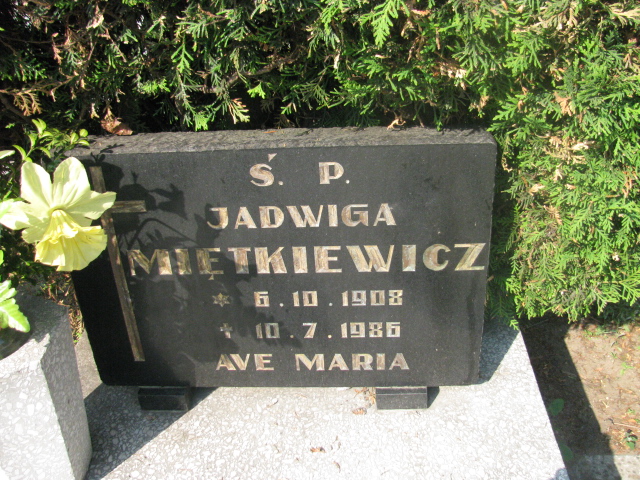 Ś. P.
JADWIGA
MIĘTKIEWICZ
* 6.10.1908
+ 10.7.1986
AVE MARIA